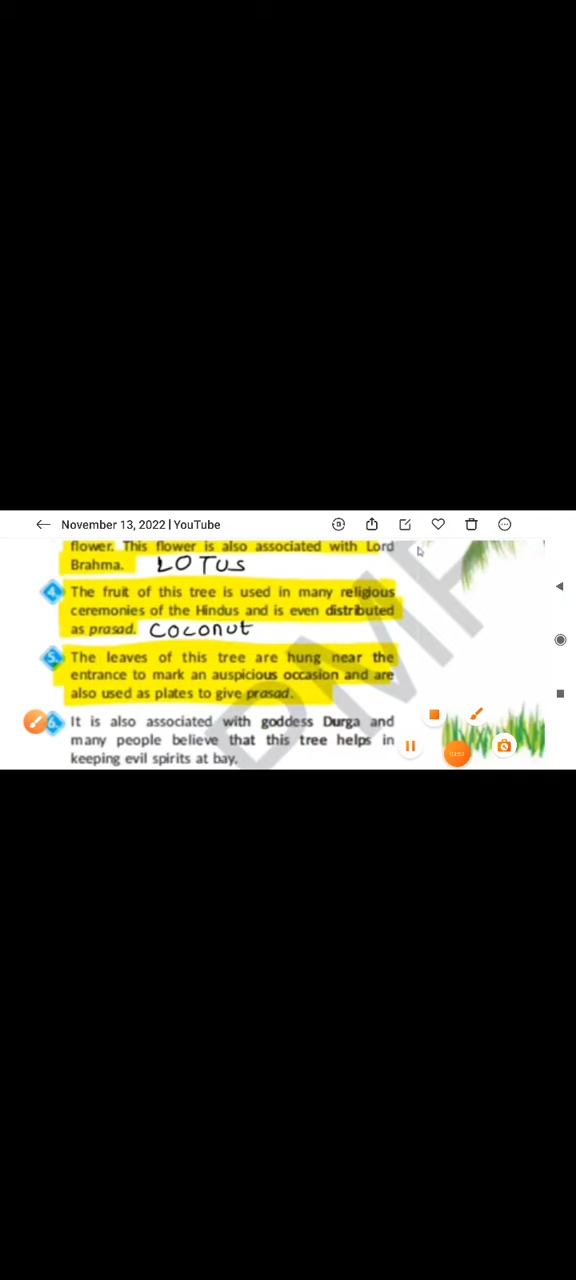 November 13, 2022 | YouTube
flower. This flower is also associated with Lord
Brahma. LOTUS
4. The fruit of this tree is used in many religious
ceremonies of the Hindus and is even distributed
as prasad. COCONUT
5. The leaves of this tree are hung near the
entrance to mark an auspicious occasion and are
also used as plates to give prasad.
6. It is also associated with goddess Durga and
many people believe that this tree helps in
keeping evil spirits at bay.